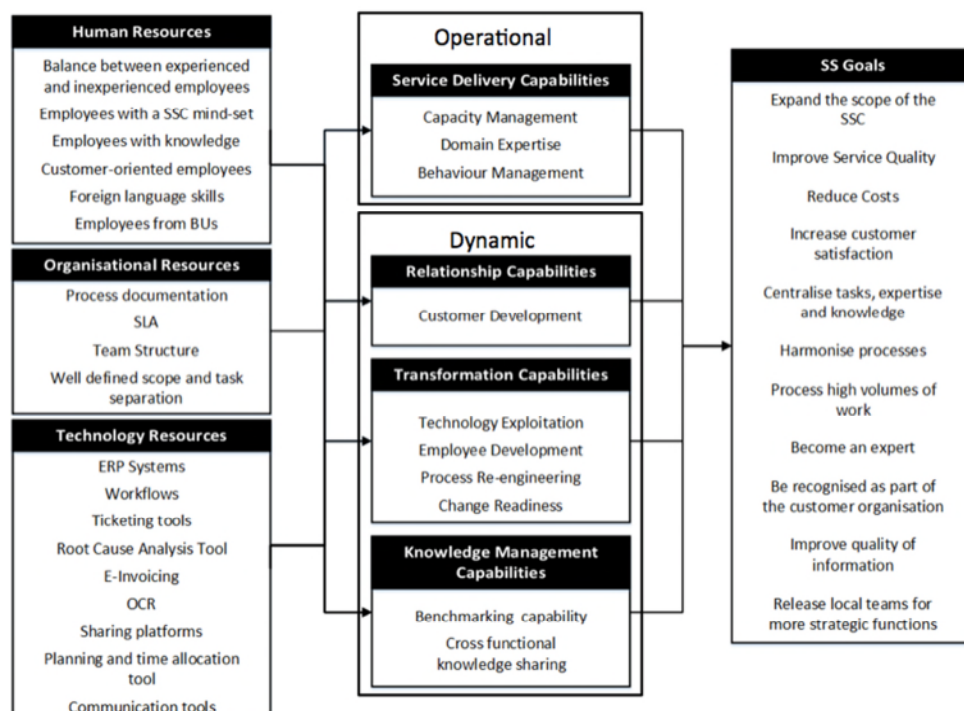 Human Resources
Balance between experienced
and inexperienced employees
Employees with a SSC mind-set
Employees with knowledge
Customer-oriented employees
Foreign language skills
Employees from BUs
Organisational Resources
Process documentation
SLA
Team Structure
Well defined scope and task
separation
Technology Resources
ERP Systems
Workflows
Ticketing tools
Root Cause Analysis Tool
E-Invoicing
OCR
Sharing platforms
Planning and time allocation
tool
Communication tools
Operational
Service Delivery Capabilities
Capacity Management
Domain Expertise
Behaviour Management
Dynamic
Relationship Capabilities
Customer Development
Transformation Capabilities
Technology Exploitation
Employee Development
Process Re-engineering
Change Readiness
Knowledge Management
Capabilities
Benchmarking capability
Cross functional
knowledge sharing
SS Goals
Expand the scope of the
SSC
Improve Service Quality
Reduce Costs
Increase customer
satisfaction
Centralise tasks, expertise
and knowledge
Harmonise processes
Process high volumes of
work
Become an expert
Be recognised as part of
the customer organisation
Improve quality of
information
Release local teams for
more strategic functions